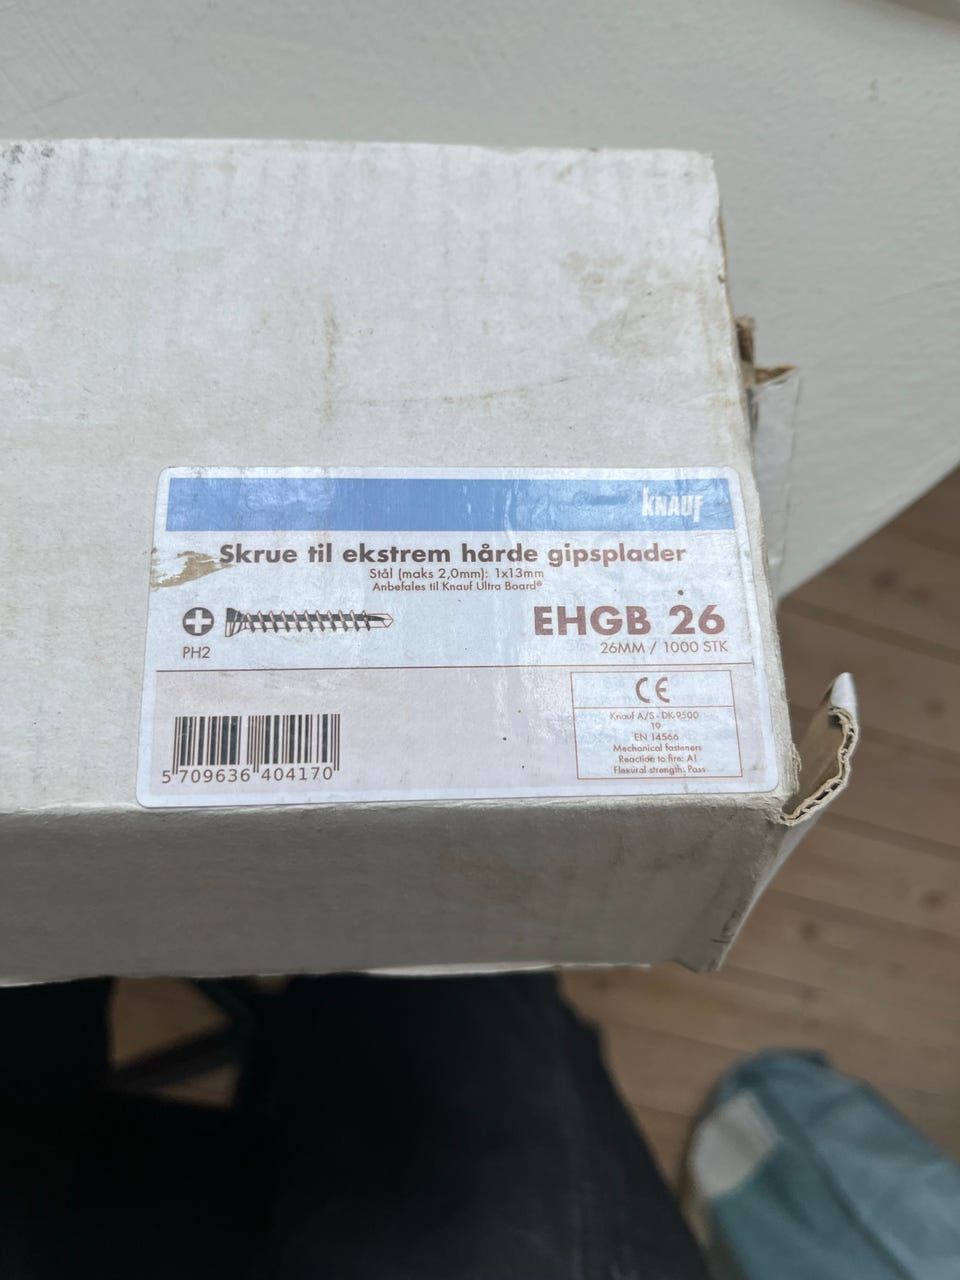 KNAUF
Skrue til ekstrem hårde gipsplader
Stål (maks 2,0mm): 1x13mm
Anbefales til Knauf Ultra Board®
EHGB 26
PH2
26MM / 1000 STK
CE
Knauf A/S - DK-9500
19
EN 14566
Mechanical fasteners
Reaction to fire: A1
Flexural strength: Pass
5 709636 404170